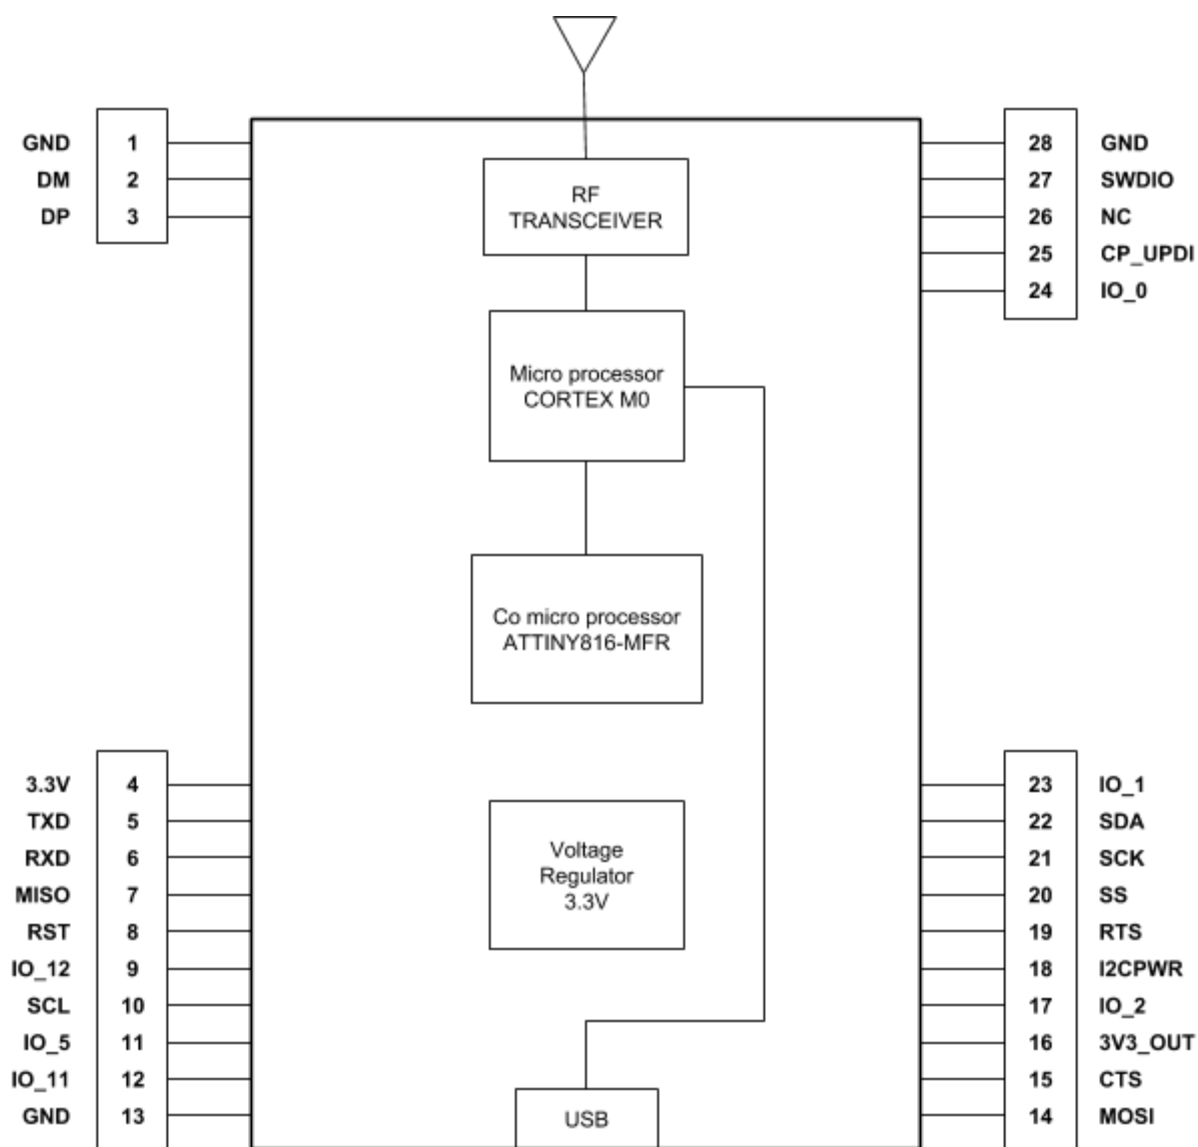 GND 1
DM 2
DP 3
28 GND
27 SWDIO
26 NC
25 CP_UPDI
24 IO_0
RF
TRANSCEIVER
Micro processor
CORTEX M0
Co micro processor
ATTINY816-MFR
Voltage
Regulator
3.3V
USB
3.3V 4
TXD 5
RXD 6
MISO 7
RST 8
IO_12 9
SCL 10
IO_5 11
IO_11 12
GND 13
23 IO_1
22 SDA
21 SCK
20 SS
19 RTS
18 I2CPWR
17 IO_2
16 3V3_OUT
15 CTS
14 MOSI